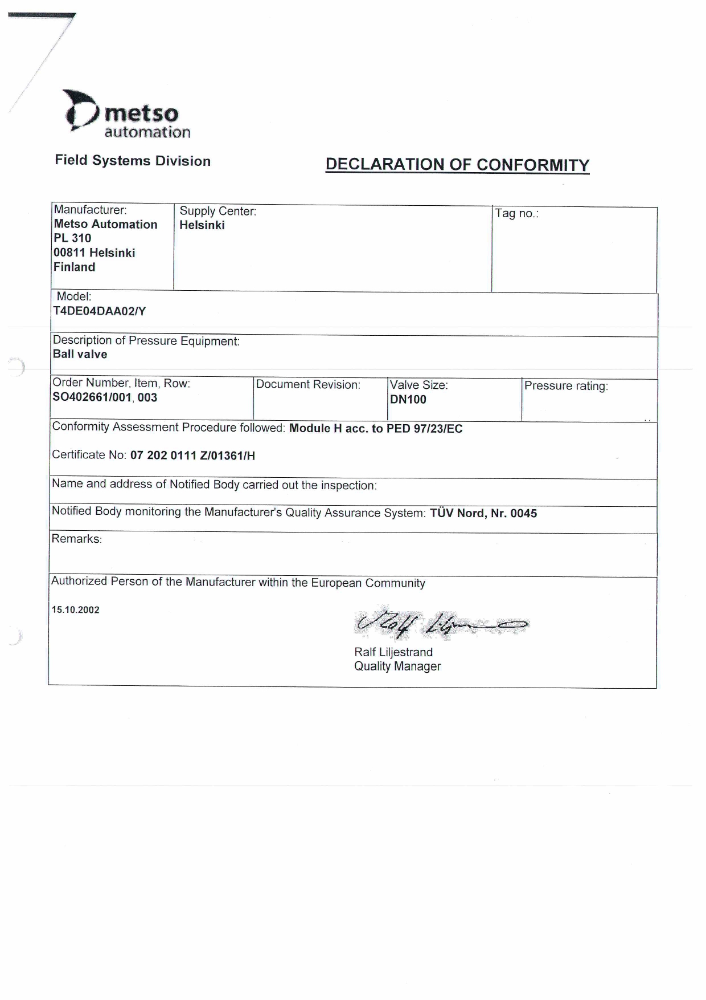 metso
automation
Field Systems Division
DECLARATION OF CONFORMITY
Manufacturer:
Metso Automation
PL 310
00811 Helsinki
Finland
Supply Center:
Helsinki
Tag no.:
Model:
T4DE04DAA02/Y
Description of Pressure Equipment:
Ball valve
Order Number, Item, Row:
SO402661/001, 003
Document Revision:
Valve Size:
DN100
Pressure rating:
Conformity Assessment Procedure followed: Module H acc. to PED 97/23/EC
Certificate No: 07 202 0111 Z/01361/H
Name and address of Notified Body carried out the inspection:
Notified Body monitoring the Manufacturer's Quality Assurance System: TÜV Nord, Nr. 0045
Remarks:
Authorized Person of the Manufacturer within the European Community
15.10.2002
Ralf Liljestrand
Quality Manager